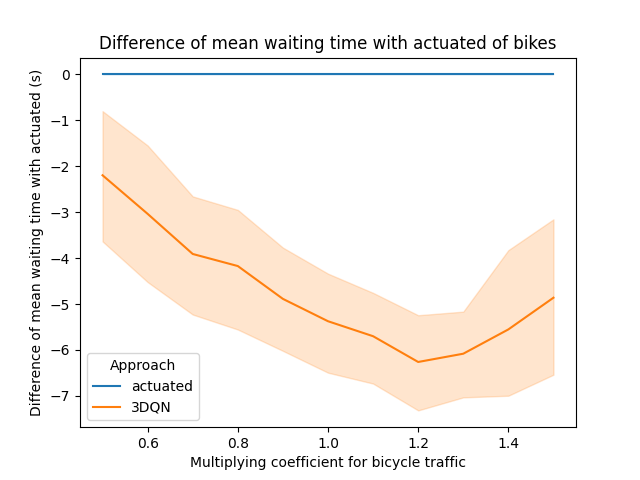 Difference of mean waiting time with actuated of bikes
Difference of mean waiting time with actuated (s)
0
−1
−2
−3
−4
−5
−6
−7
Approach
actuated
3DQN
0.6 0.8 1.0 1.2 1.4
Multiplying coefficient for bicycle traffic